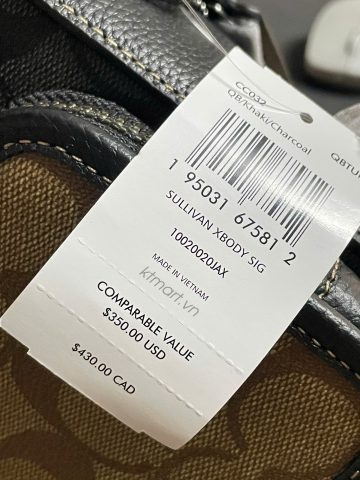 CC032
QB/Khaki/Charcoal
QBTU
1 95031 67581 2
SULLIVAN XBODY SIG
10020020JAX
MADE IN VIETNAM
ktmart.vn
COMPARABLE VALUE
$350.00 USD
$430.00 CAD